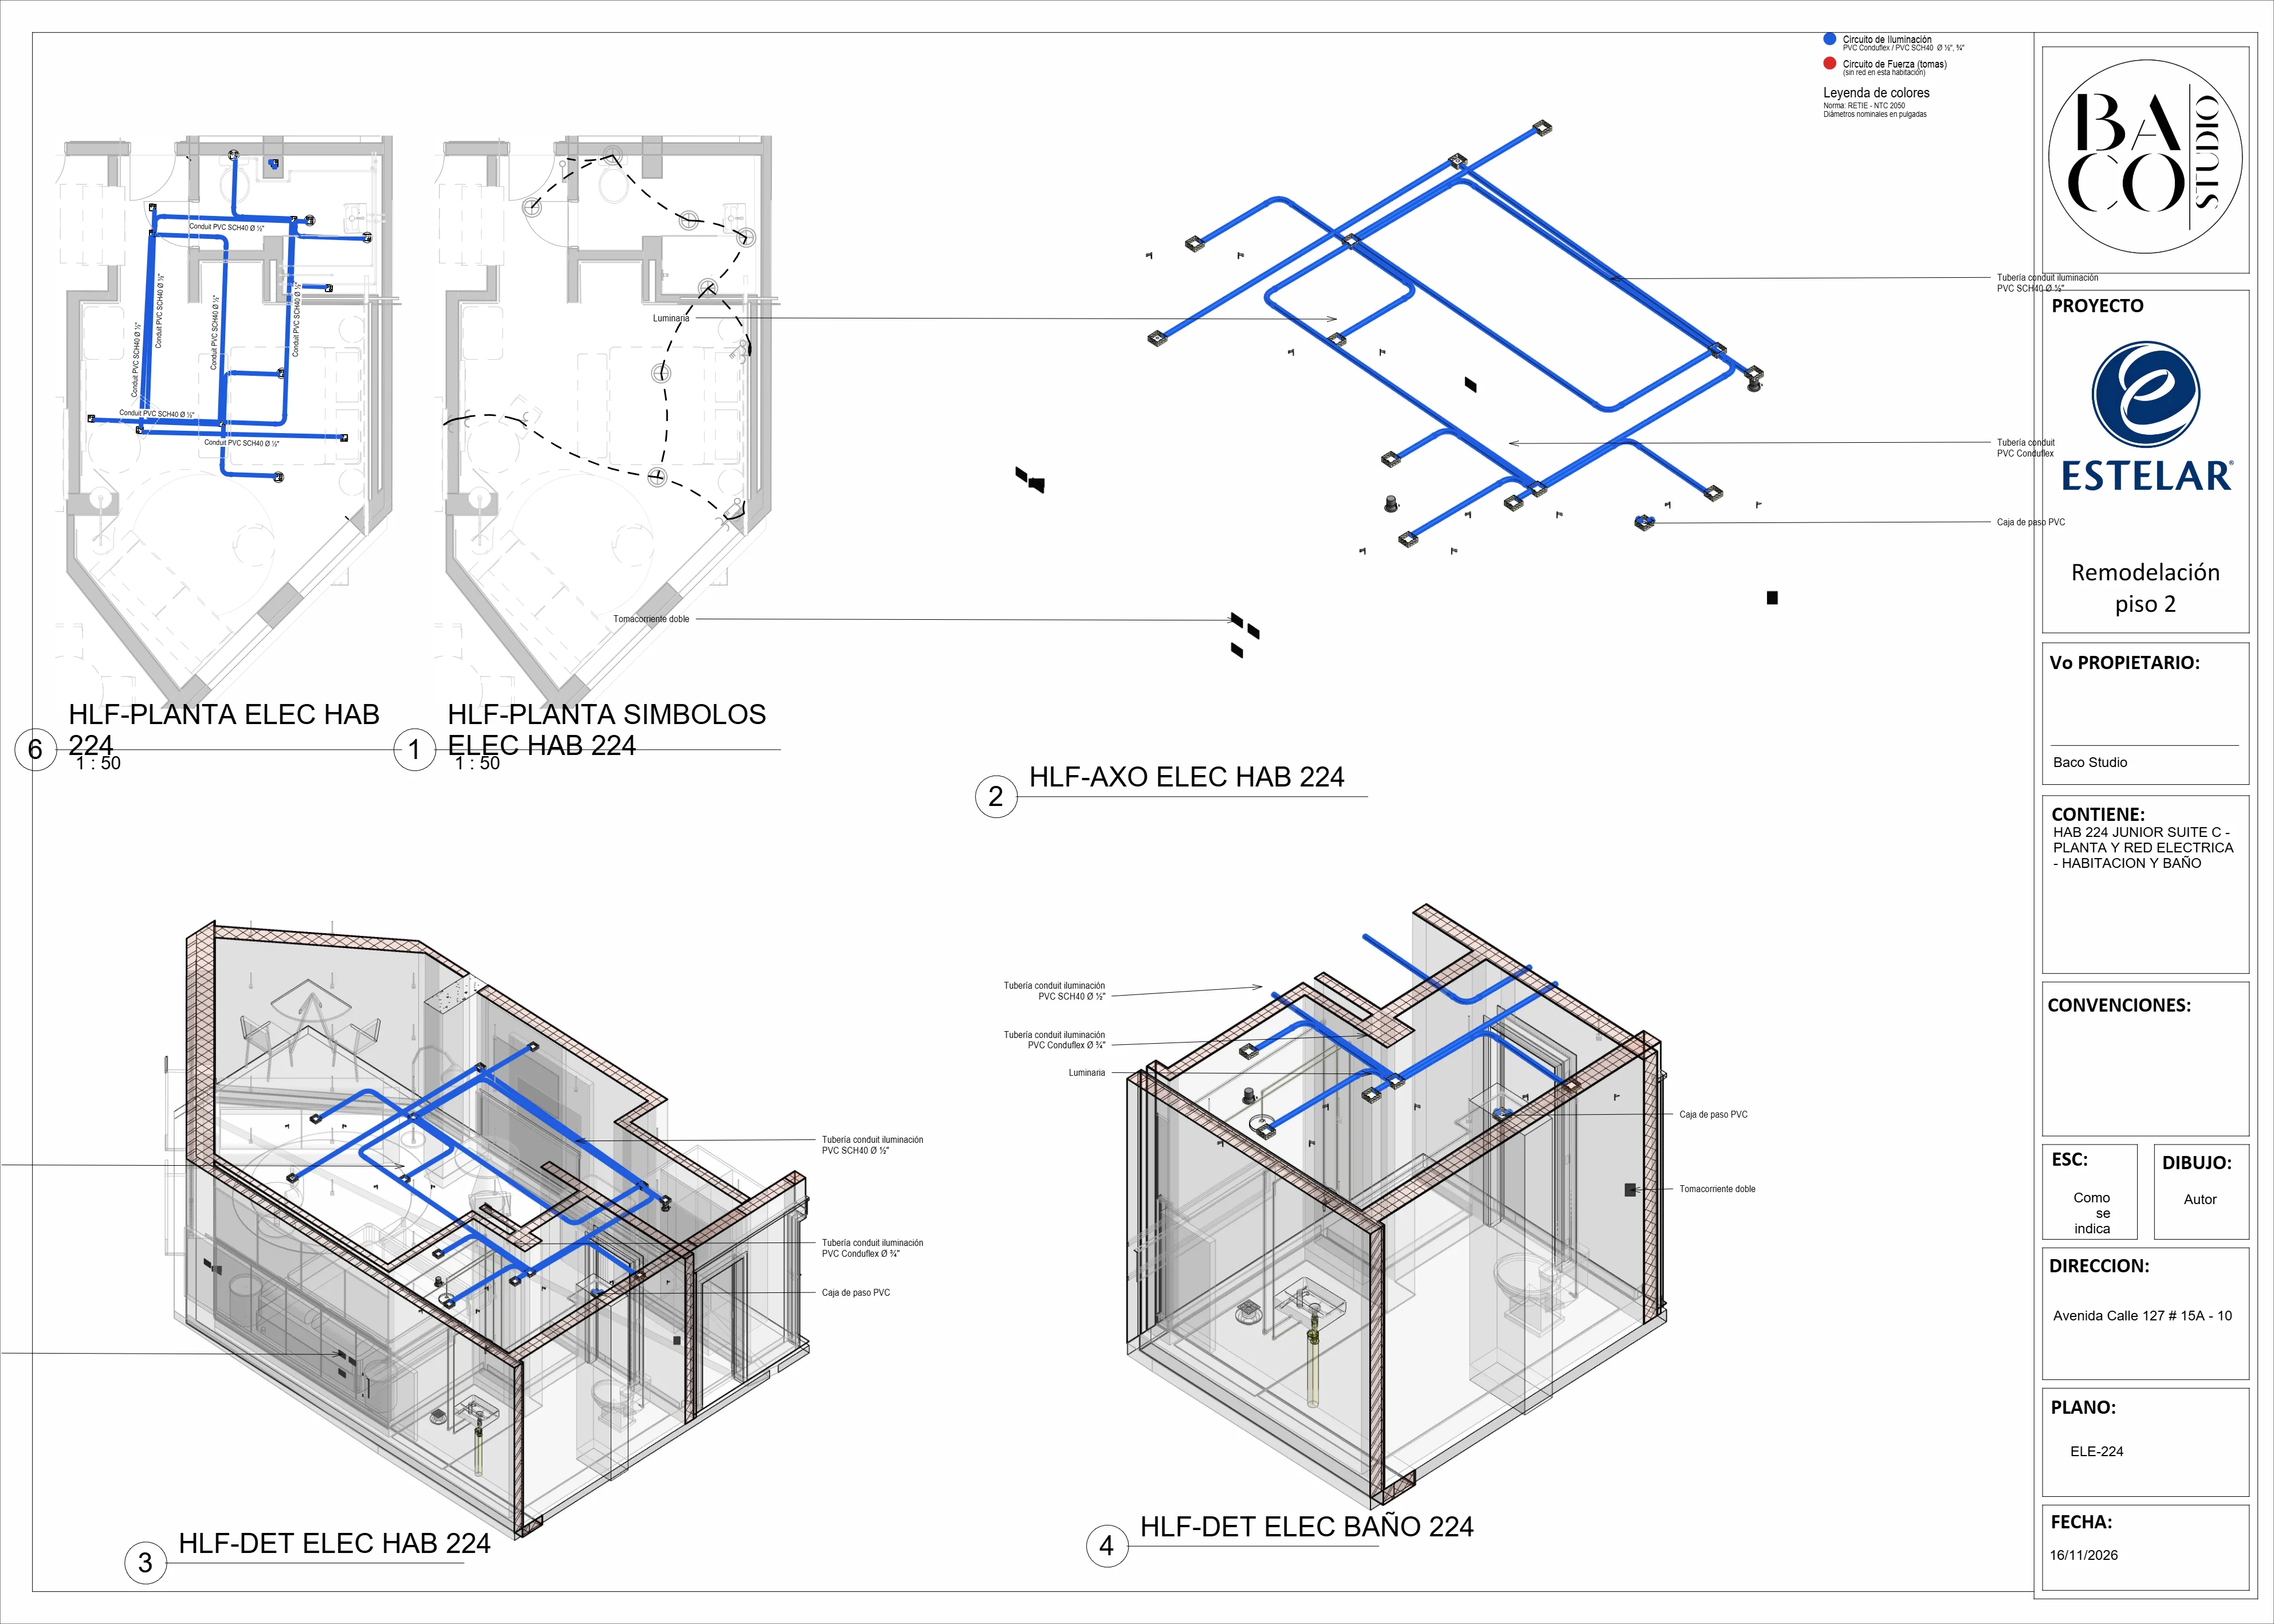 Circuito de Iluminación
PVC Conduflex / PVC SCH40 Ø ½", ¾"
Circuito de Fuerza (tomas)
(sin red en esta habitación)
Leyenda de colores
Norma: RETIE - NTC 2050
Diámetros nominales en pulgadas
Conduit PVC SCH40 Ø ½"
Conduit PVC SCH40 Ø ½"
Conduit PVC SCH40 Ø ½"
Conduit PVC SCH40 Ø ½"
Conduit PVC SCH40 Ø ½"
Conduit PVC SCH40 Ø ½"
Conduit PVC SCH40 Ø ½"
6
HLF-PLANTA ELEC HAB
224
1 : 50
1
HLF-PLANTA SIMBOLOS
ELEC HAB 224
1 : 50
Luminaria
Tomacorriente doble
Tubería conduit iluminación
PVC SCH40 Ø ½"
Tubería conduit
PVC Conduflex
Caja de paso PVC
2
HLF-AXO ELEC HAB 224
Tubería conduit iluminación
PVC SCH40 Ø ½"
Tubería conduit iluminación
PVC Conduflex Ø ¾"
Caja de paso PVC
3
HLF-DET ELEC HAB 224
Tubería conduit iluminación
PVC SCH40 Ø ½"
Tubería conduit iluminación
PVC Conduflex Ø ¾"
Luminaria
Caja de paso PVC
Tomacorriente doble
4
HLF-DET ELEC BAÑO 224
BA
CO
STUDIO
PROYECTO
ESTELAR®
Remodelación
piso 2
Vo PROPIETARIO:
Baco Studio
CONTIENE:
HAB 224 JUNIOR SUITE C -
PLANTA Y RED ELECTRICA
- HABITACION Y BAÑO
CONVENCIONES:
ESC:
Como
se
indica
DIBUJO:
Autor
DIRECCION:
Avenida Calle 127 # 15A - 10
PLANO:
ELE-224
FECHA:
16/11/2026